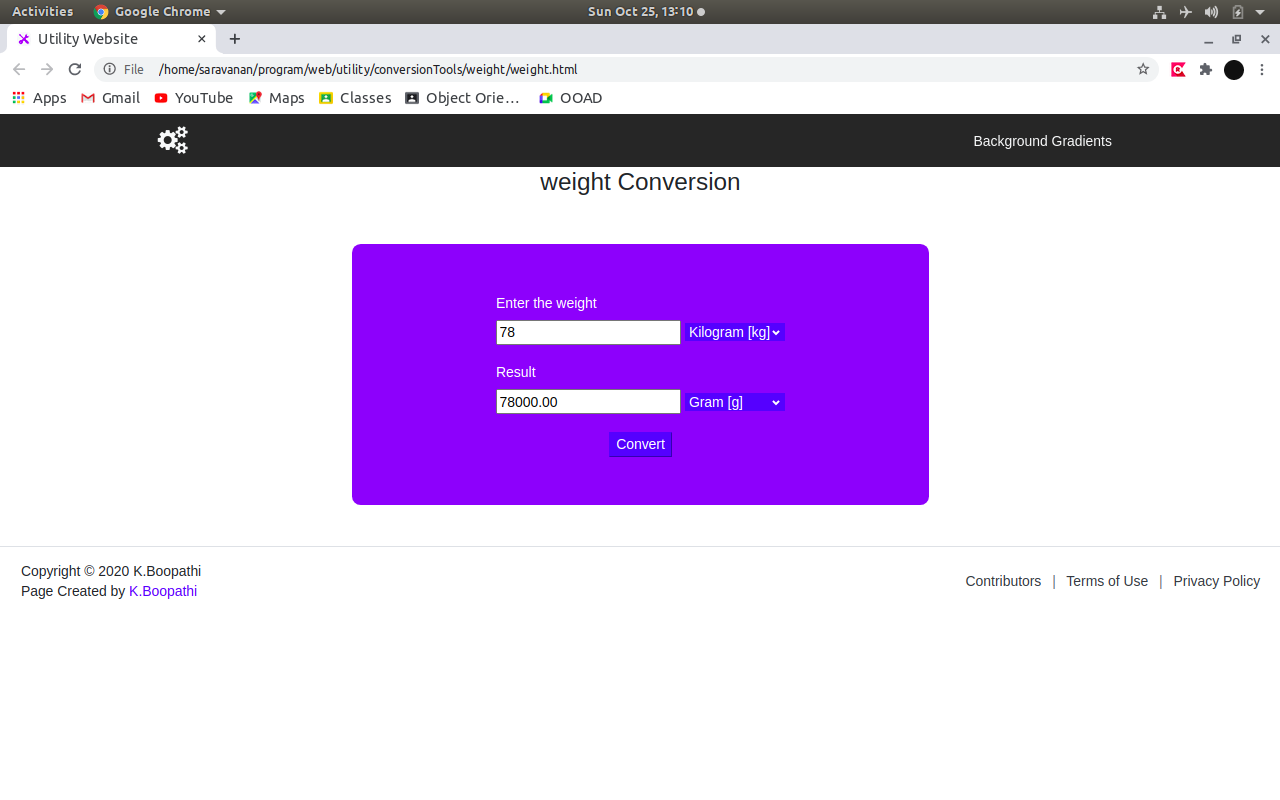 Activities Google Chrome Sun Oct 25, 13:10
Utility Website
File /home/saravanan/program/web/utility/conversionTools/weight/weight.html
Apps Gmail YouTube Maps Classes Object Orie… OOAD
Background Gradients
weight Conversion
Enter the weight
78 Kilogram [kg]
Result
78000.00 Gram [g]
Convert
Copyright © 2020 K.Boopathi
Page Created by K.Boopathi
Contributors | Terms of Use | Privacy Policy